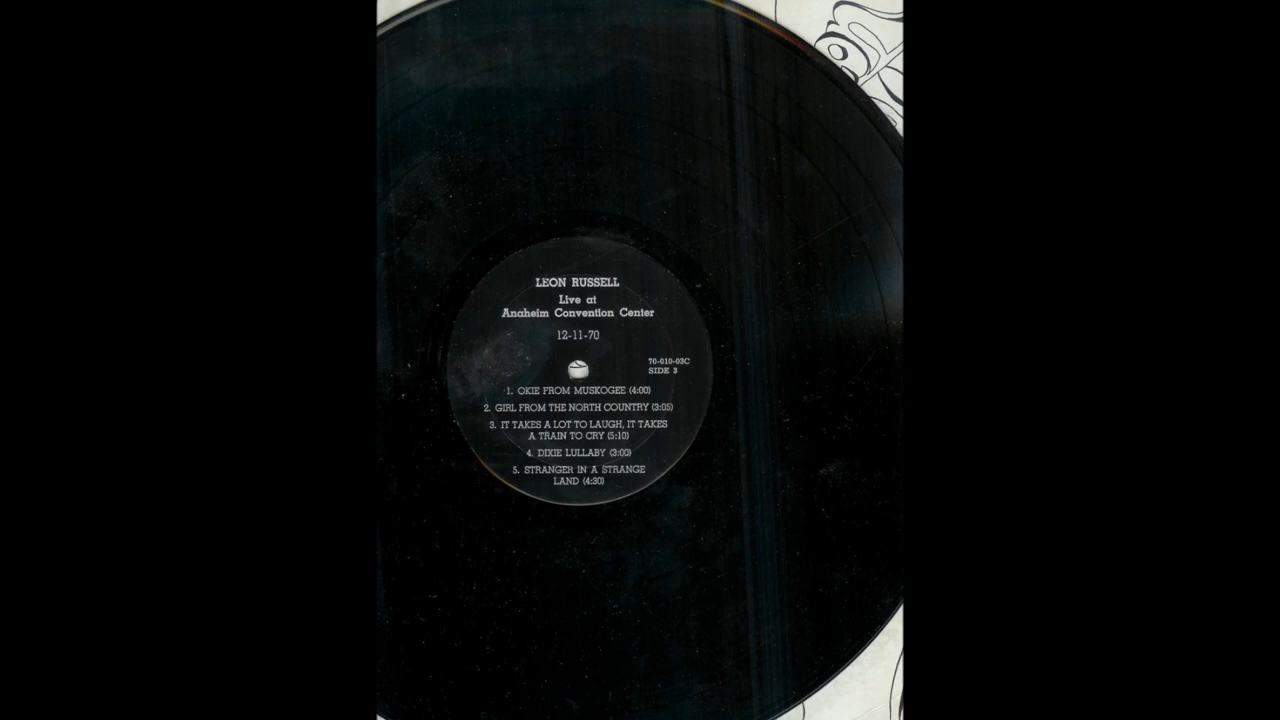 LEON RUSSELL
Live at
Anaheim Convention Center
12-11-70
70-010-03C
SIDE 3
1. OKIE FROM MUSKOGEE (4:00)
2. GIRL FROM THE NORTH COUNTRY (3:05)
3. IT TAKES A LOT TO LAUGH, IT TAKES
A TRAIN TO CRY (5:10)
4. DIXIE LULLABY (3:00)
5. STRANGER IN A STRANGE
LAND (4:30)